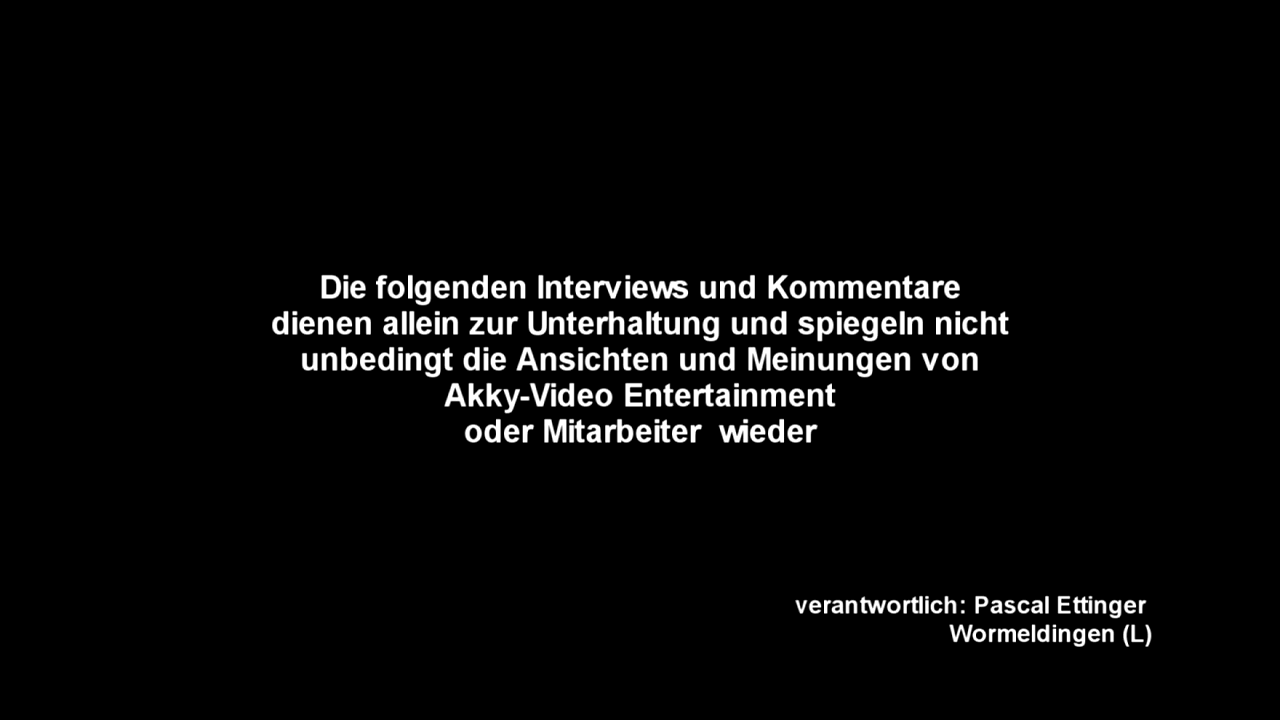 Die folgenden Interviews und Kommentare
dienen allein zur Unterhaltung und spiegeln nicht
unbedingt die Ansichten und Meinungen von
Akky-Video Entertainment
oder Mitarbeiter wieder
verantwortlich: Pascal Ettinger
Wormeldingen (L)